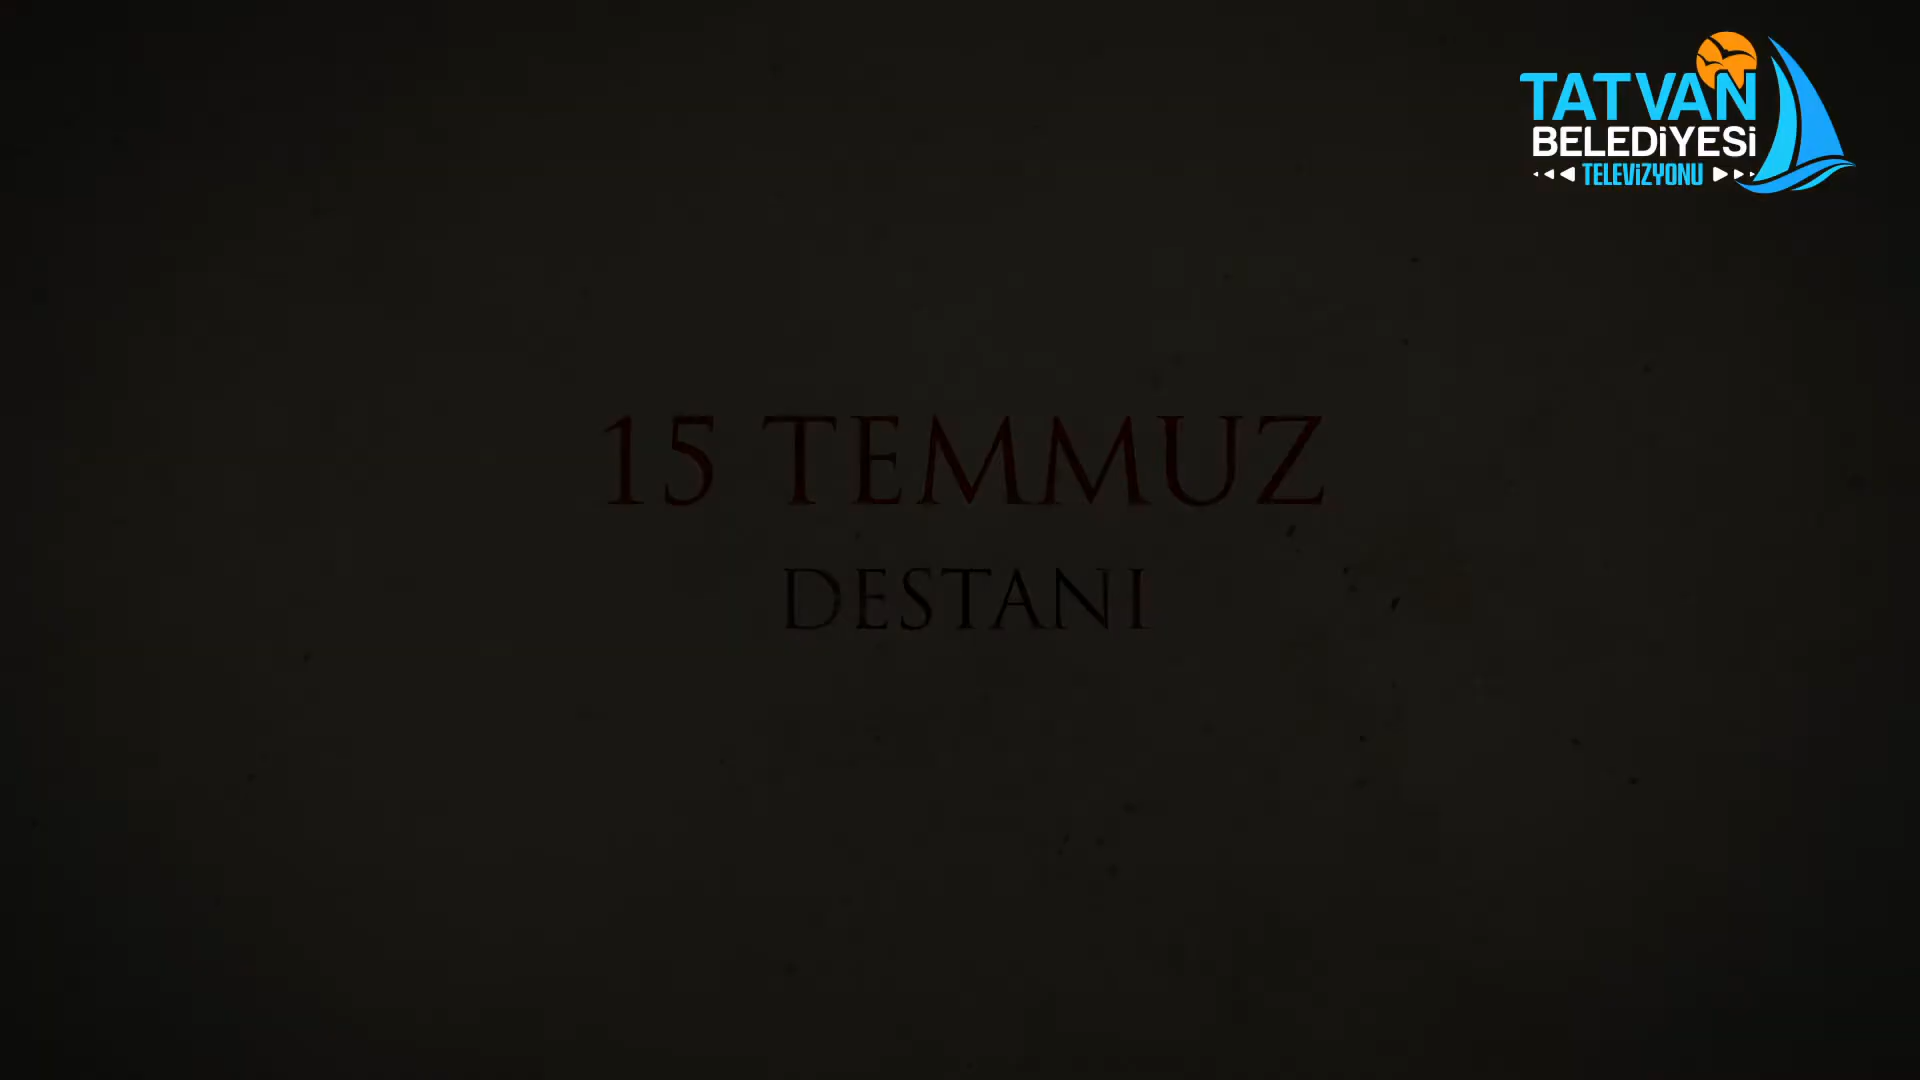 TATVAN
BELEDİYESİ
TELEVİZYONU
15 TEMMUZ
DESTANI